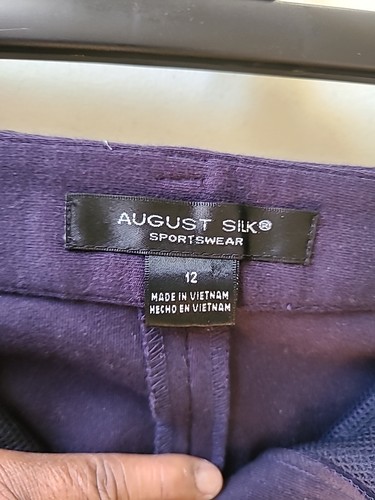 AUGUST SILK®
SPORTSWEAR
12
MADE IN VIETNAM
HECHO EN VIETNAM